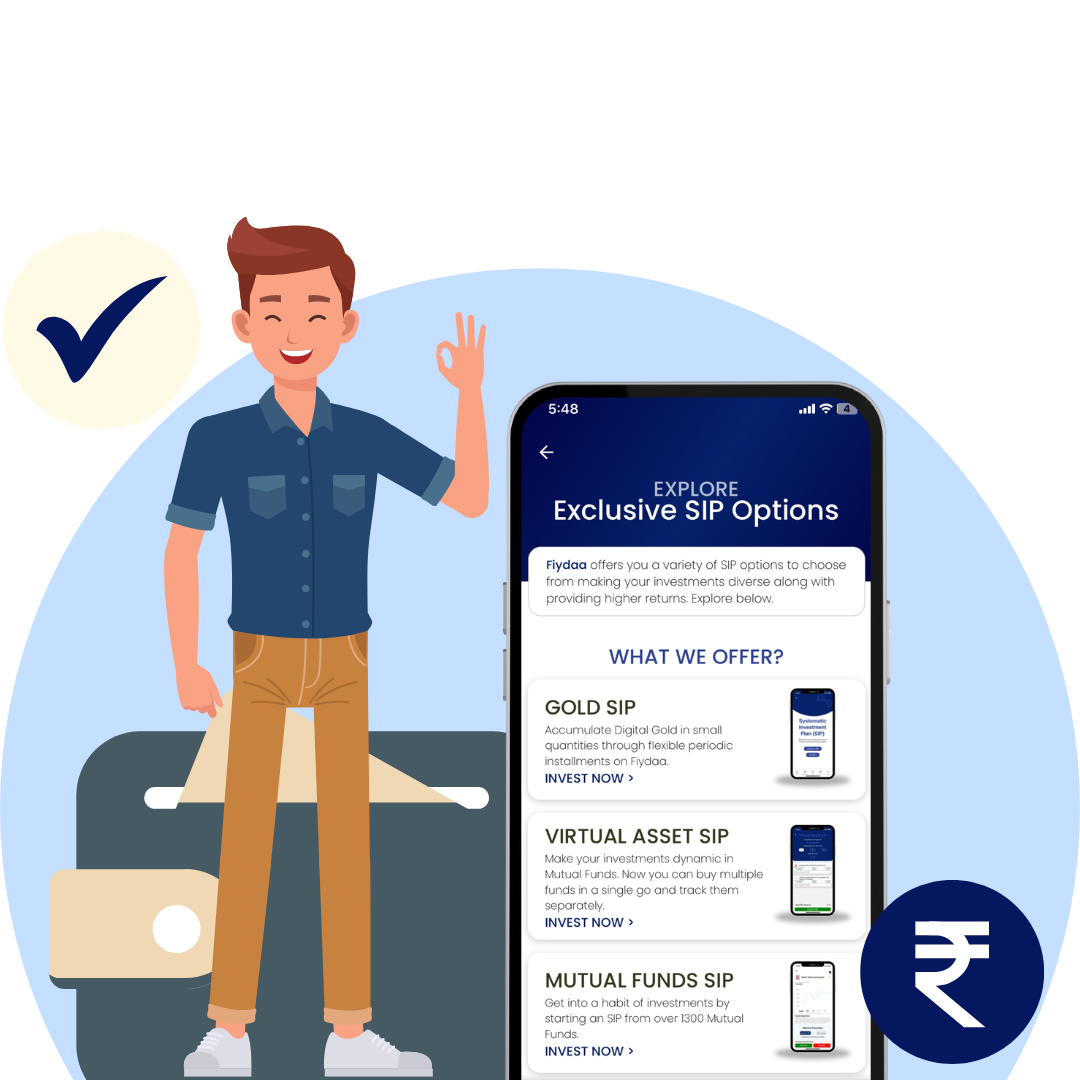 5:48
4
EXPLORE
Exclusive SIP Options
Fiydaa offers you a variety of SIP options to choose
from making your investments diverse along with
providing higher returns. Explore below.
WHAT WE OFFER?
GOLD SIP
Accumulate Digital Gold in small
quantities through flexible periodic
installments on Fiydaa.
INVEST NOW >
Systematic
Investment
Plan (SIP)
VIRTUAL ASSET SIP
Make your investments dynamic in
Mutual Funds. Now you can buy multiple
funds in a single go and track them
separately.
INVEST NOW >
MUTUAL FUNDS SIP
Get into a habit of investments by
starting an SIP from over 1300 Mutual
Funds.
INVEST NOW >
₹